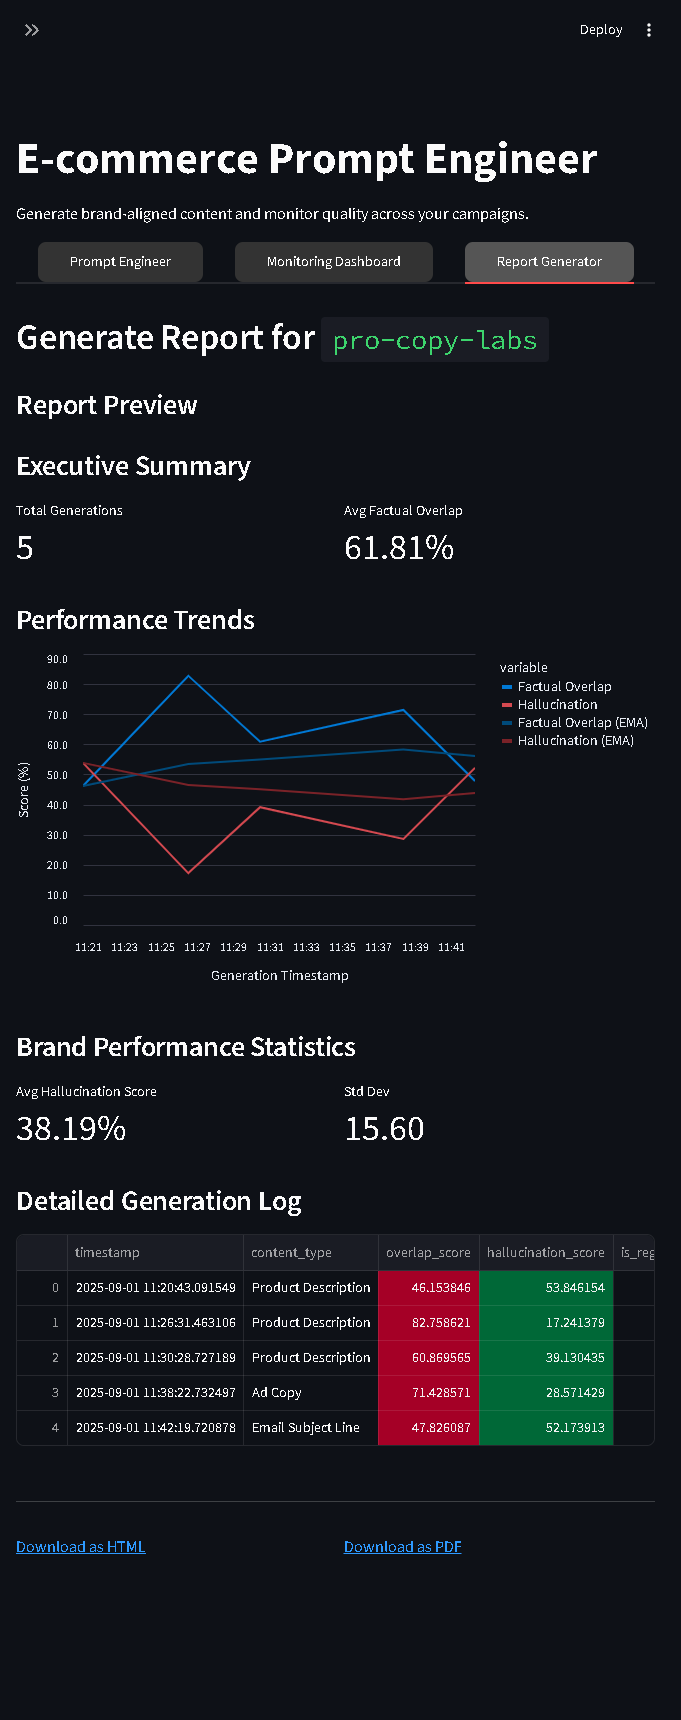 Deploy
E-commerce Prompt Engineer
Generate brand-aligned content and monitor quality across your campaigns.
Prompt Engineer Monitoring Dashboard Report Generator
Generate Report for pro-copy-labs
Report Preview
Executive Summary
Total Generations Avg Factual Overlap
5 61.81%
Performance Trends
variable
Factual Overlap
Hallucination
Factual Overlap (EMA)
Hallucination (EMA)
Score (%)
90.0
80.0
70.0
60.0
50.0
40.0
30.0
20.0
10.0
0.0
11:21 11:23 11:25 11:27 11:29 11:31 11:33 11:35 11:37 11:39 11:41
Generation Timestamp
Brand Performance Statistics
Avg Hallucination Score Std Dev
38.19% 15.60
Detailed Generation Log
timestamp content_type overlap_score hallucination_score is_reg
0 2025-09-01 11:20:43.091549 Product Description 46.153846 53.846154
1 2025-09-01 11:26:31.463106 Product Description 82.758621 17.241379
2 2025-09-01 11:30:28.727189 Product Description 60.869565 39.130435
3 2025-09-01 11:38:22.732497 Ad Copy 71.428571 28.571429
4 2025-09-01 11:42:19.720878 Email Subject Line 47.826087 52.173913
Download as HTML Download as PDF